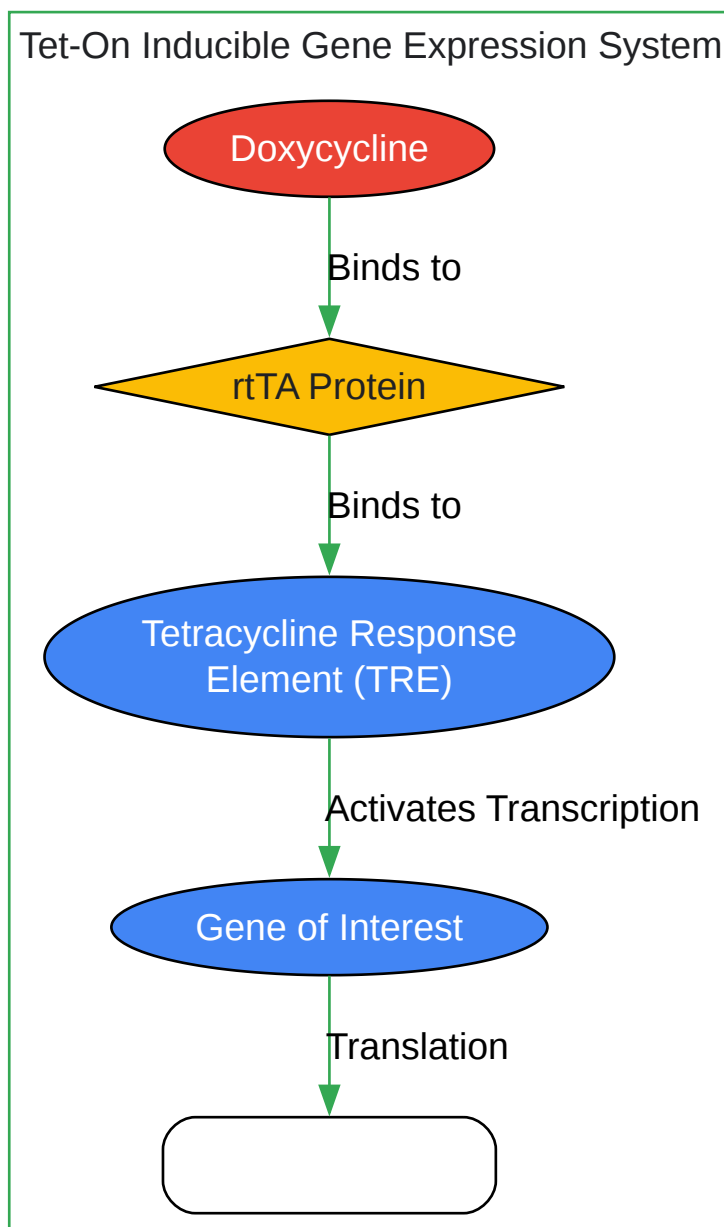 Tet-On Inducible Gene Expression System
Doxycycline
Binds to
rtTA Protein
Binds to
Tetracycline Response
Element (TRE)
Activates Transcription
Gene of Interest
Translation